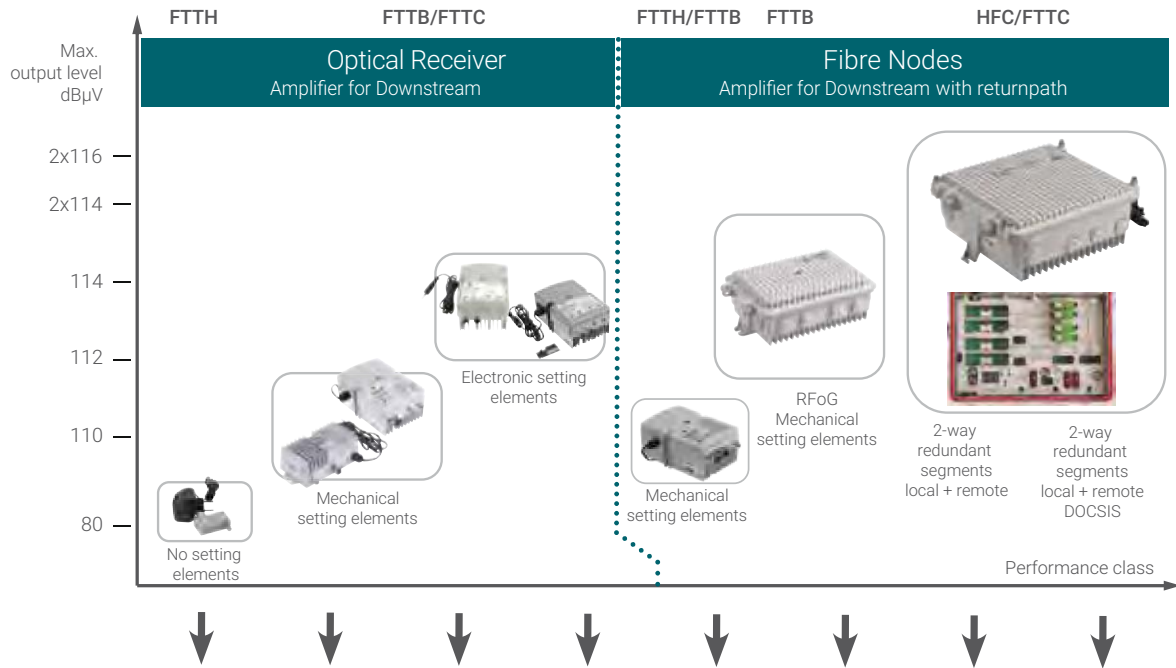 FTTH
FTTB/FTTC
FTTH/FTTB
FTTB
HFC/FTTC
Max.
output level
dBµV
Optical Receiver
Amplifier for Downstream
Fibre Nodes
Amplifier for Downstream with returnpath
2x116
2x114
114
112
110
80
Electronic setting
elements
RFoG
Mechanical
setting elements
2-way
redundant
segments
local + remote
2-way
redundant
segments
local + remote
DOCSIS
Mechanical
setting elements
Mechanical
setting elements
No setting
elements
Performance class